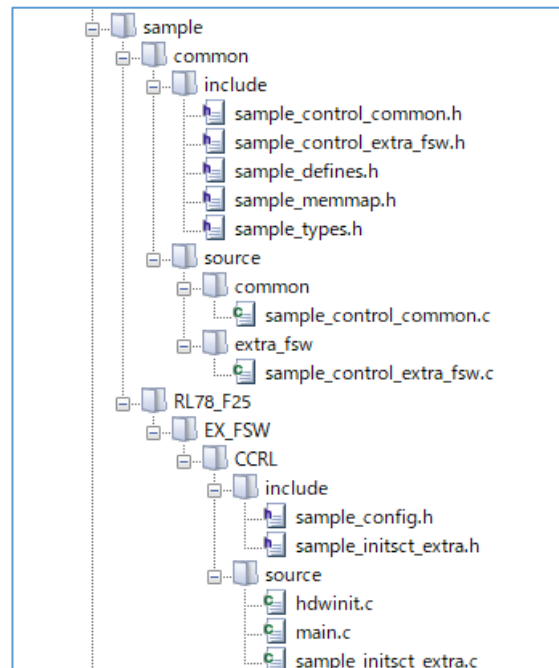 sample
common
include
sample_control_common.h
sample_control_extra_fsw.h
sample_defines.h
sample_memmap.h
sample_types.h
source
common
sample_control_common.c
extra_fsw
sample_control_extra_fsw.c
RL78_F25
EX_FSW
CCRL
include
sample_config.h
sample_initsct_extra.h
source
hdwinit.c
main.c
sample_initsct_extra.c